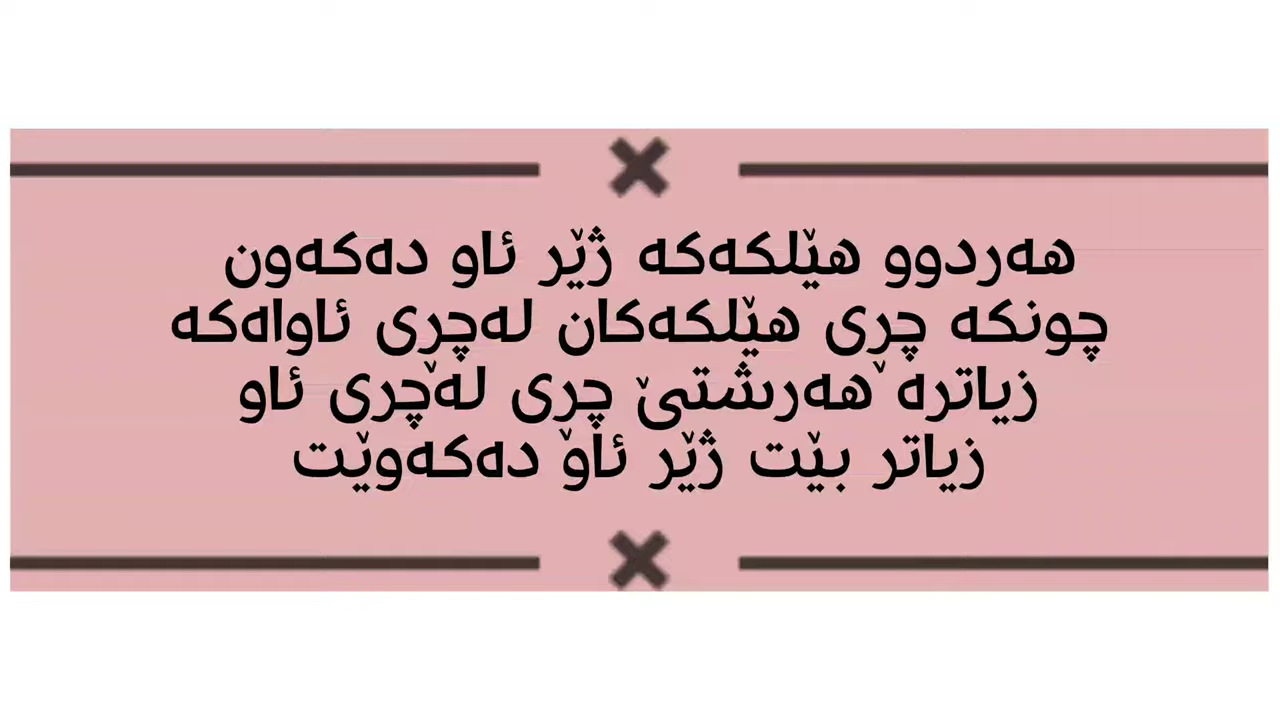 هەردوو هێلکەکە ژێر ئاو دەکەون
چونکە چڕی هێلکەکان لەچڕی ئاوەکە
زیاترە هەرشتێ چڕی لەچڕی ئاو
زیاتر بێت ژێر ئاو دەکەوێت